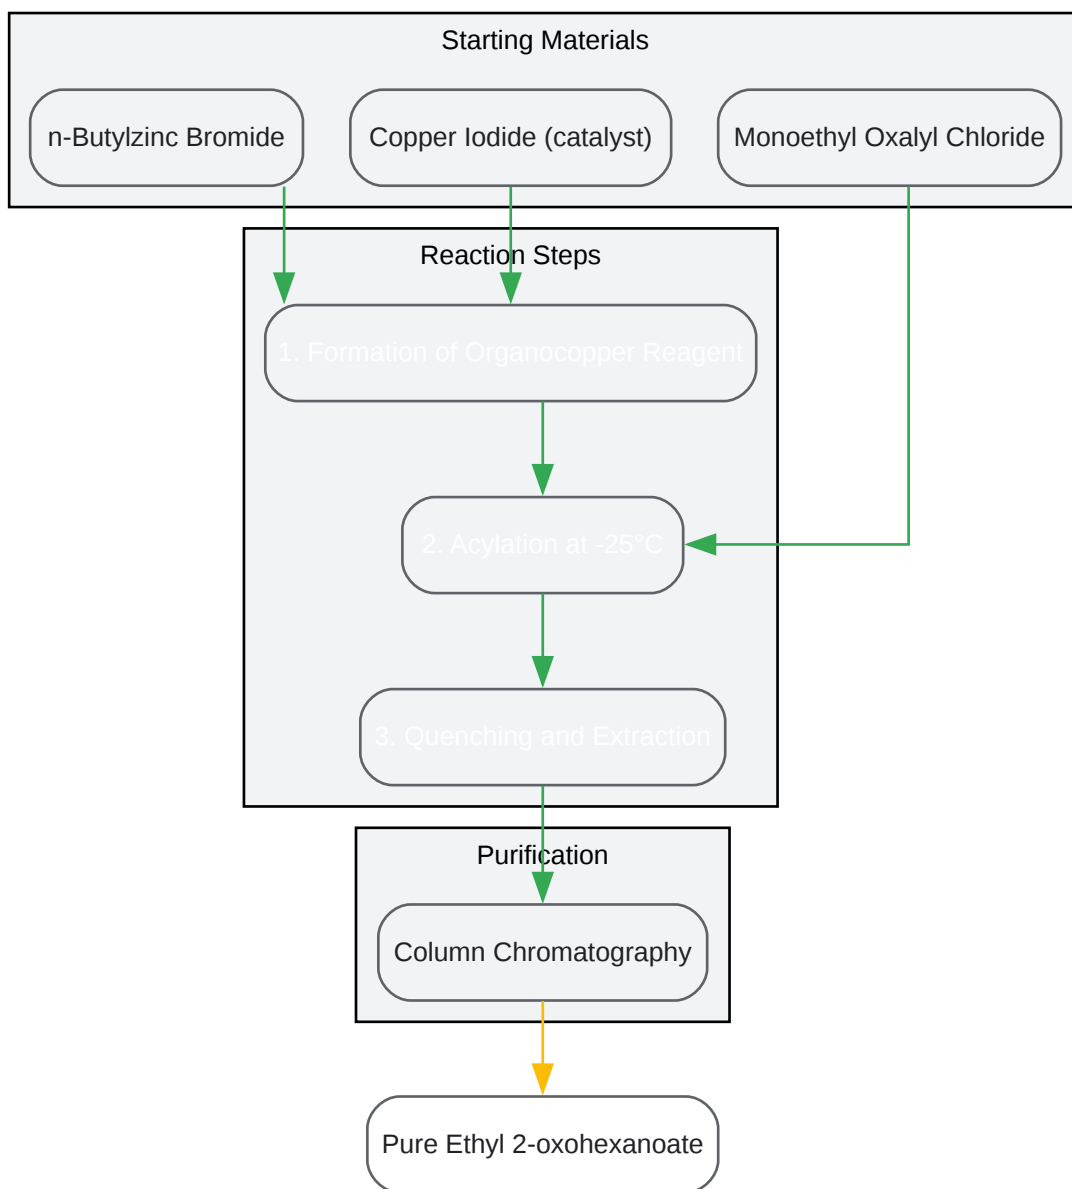 Starting Materials
n-Butylzinc Bromide
Copper Iodide (catalyst)
Monoethyl Oxalyl Chloride
Reaction Steps
1. Formation of Organocopper Reagent
2. Acylation at -25°C
3. Quenching and Extraction
Purification
Column Chromatography
Pure Ethyl 2-oxohexanoate